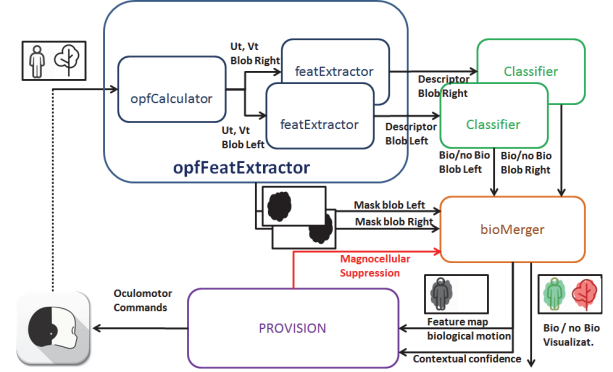 Ut, Vt
Blob Right
featExtractor
Classifier
opfCalculator
Descriptor
Blob Right
featExtractor
Classifier
Ut, Vt
Blob Left
Descriptor
Blob Left
opfFeatExtractor
Bio/no Bio
Blob Left
Bio/no Bio
Blob Right
Mask blob Left
Mask blob Right
bioMerger
Magnocellular
Suppression
Oculomotor
Commands
PROVISION
Feature map
biological motion
Contextual confidence
Bio / no Bio
Visualizat.